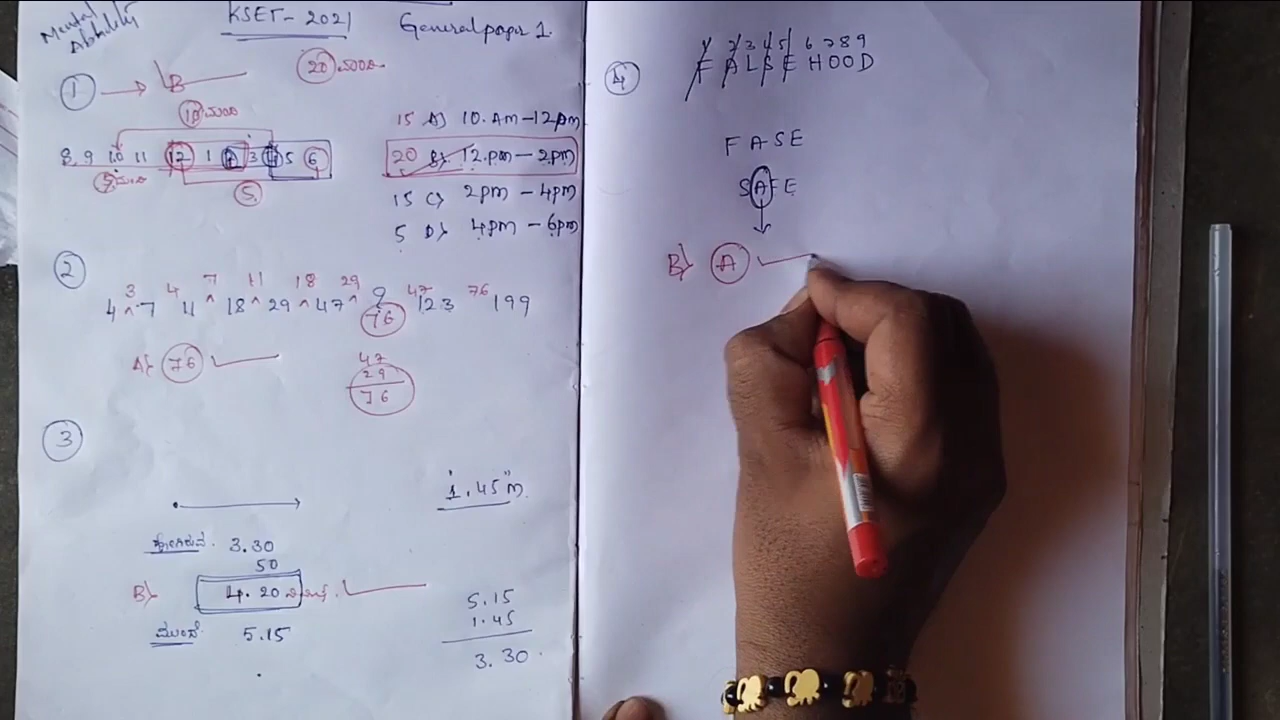 Mental Ability
KSET- 2021
General paper 1.
1 → B
20 ಮಂದಿ
10 ಮಂದಿ
8 9 10 11 12 1 2 3 4 5 6
5
15 A) 10. Am-12pm
20 B) 12.pm-2pm
15 C) 2pm - 4pm
5 D) 4pm - 6pm
2
3 4 7 11 18 29 47 76
4 7 11 18 29 47 ? 123 199
76
A) 76
47
29
76
3
1.45 m
3.30
50
B) 4.20
ಮುಂದೆ 5.15
5.15
1.45
3.30
4
1 2 3 4 5 6 7 8 9
F A L S E H O O D
F A S E
S A F E
B) A